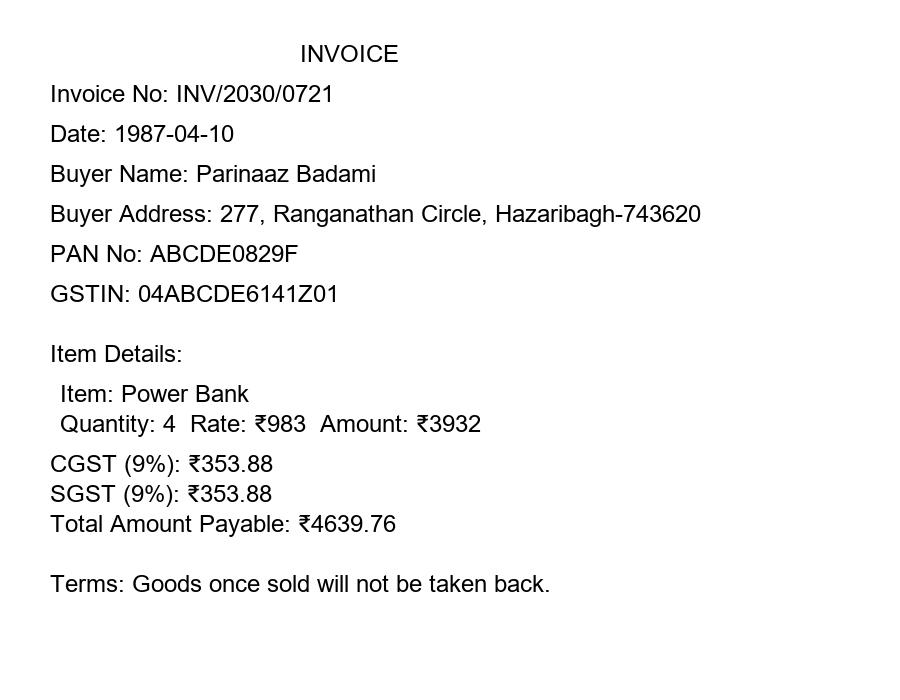 INVOICE
Invoice No: INV/2030/0721
Date: 1987-04-10
Buyer Name: Parinaaz Badami
Buyer Address: 277, Ranganathan Circle, Hazaribagh-743620
PAN No: ABCDE0829F
GSTIN: 04ABCDE6141Z01
Item Details:
Item: Power Bank
Quantity: 4  Rate: ₹983  Amount: ₹3932
CGST (9%): ₹353.88
SGST (9%): ₹353.88
Total Amount Payable: ₹4639.76
Terms: Goods once sold will not be taken back.